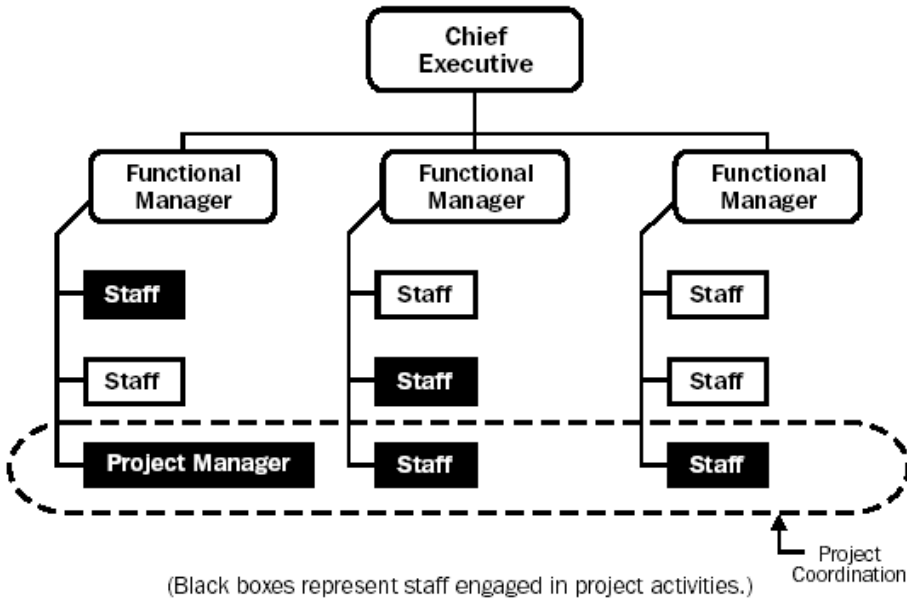 Chief
Executive
Functional
Manager
Functional
Manager
Functional
Manager
Staff
Staff
Staff
Staff
Staff
Staff
Project Manager
Staff
Staff
Project
Coordination
(Black boxes represent staff engaged in project activities.)